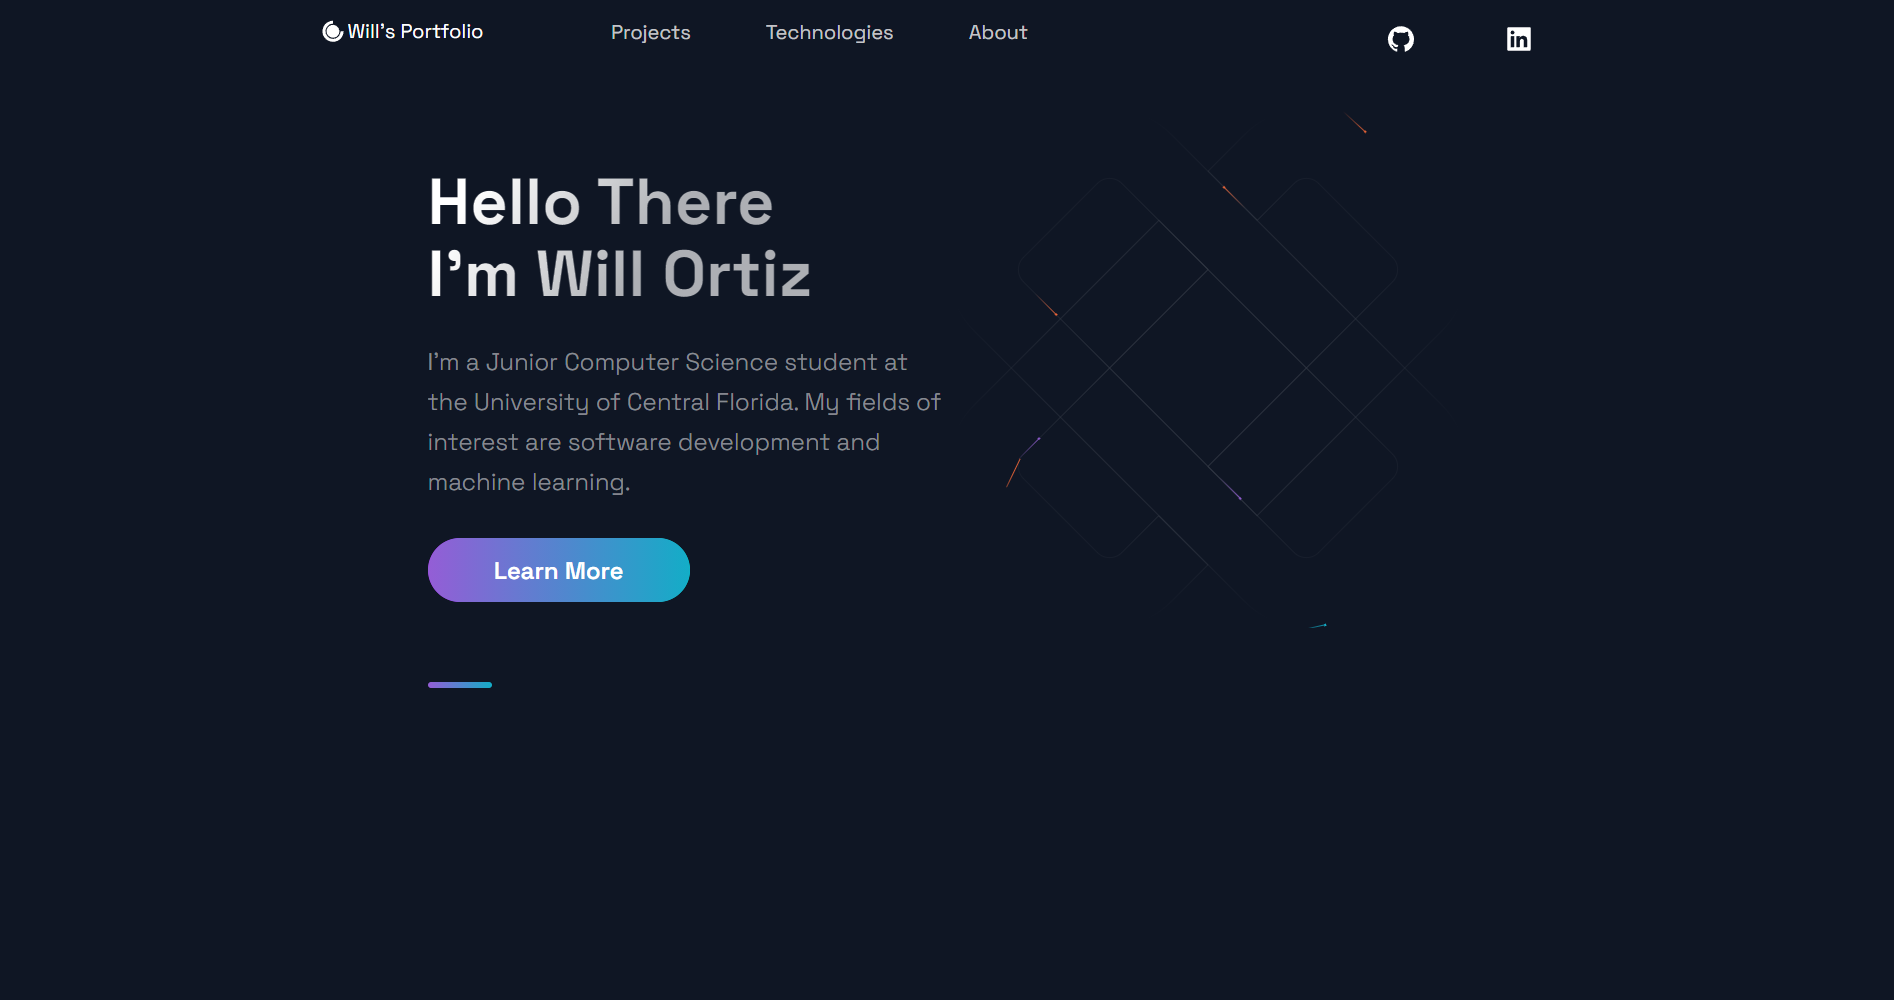 Will's Portfolio
Projects
Technologies
About
Hello There
I'm Will Ortiz
I'm a Junior Computer Science student at
the University of Central Florida. My fields of
interest are software development and
machine learning.
Learn More